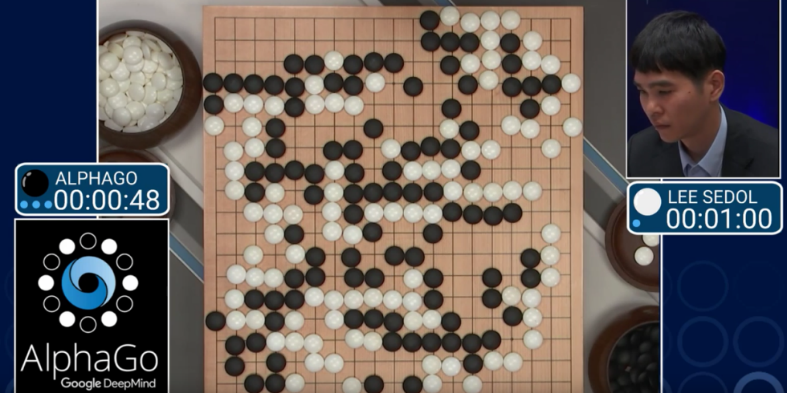 ALPHAGO
00:00:48
AlphaGo
Google DeepMind
LEE SEDOL
00:01:00